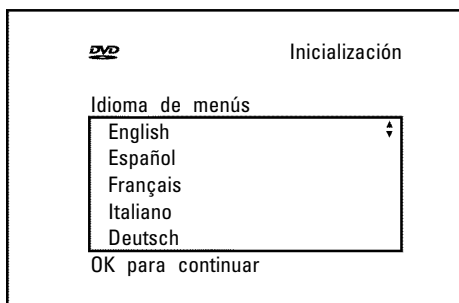 DVD Inicialización
Idioma de menús
English
Español
Français
Italiano
Deutsch
OK para continuar